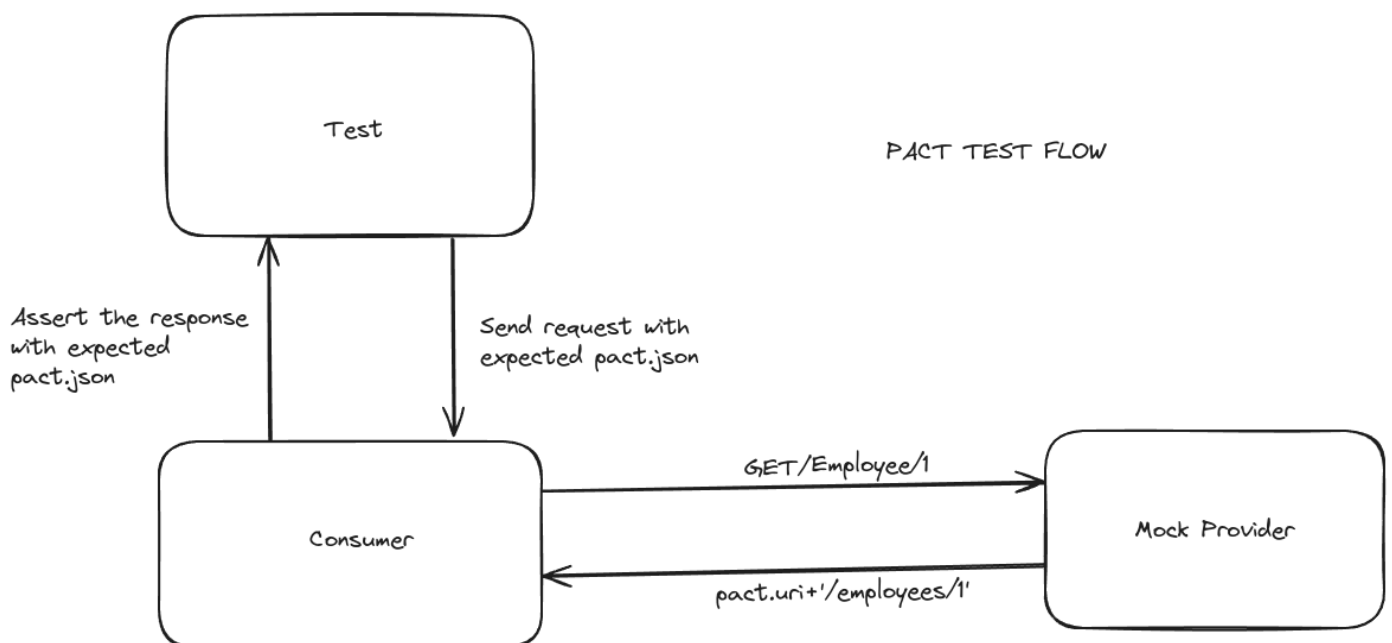 Test
PACT TEST FLOW
Assert the response
with expected
pact.json
Send request with
expected pact.json
GET/Employee/1
Consumer
Mock Provider
pact.uri+'/employees/1'